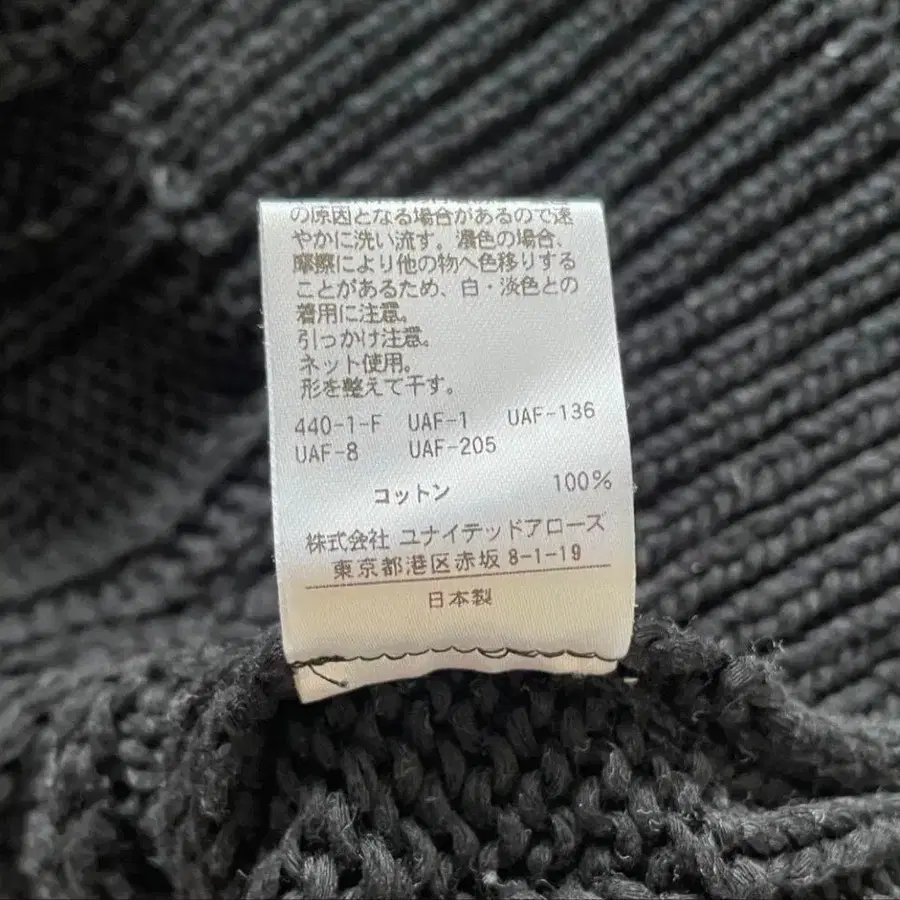 の原因となる場合があるので速
やかに洗い流す。濃色の場合、
摩擦により他の物へ色移りする
ことがあるため、白・淡色との
着用に注意。
引っかけ注意。
ネット使用。
形を整えて干す。
440-1-F UAF-1 UAF-136
UAF-8 UAF-205
コットン 100%
株式会社 ユナイテッドアローズ
東京都港区赤坂 8-1-19
日本製